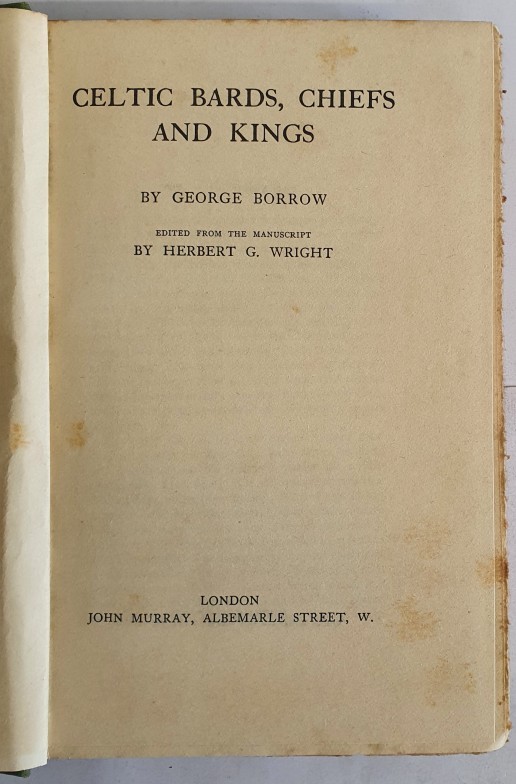 CELTIC BARDS, CHIEFS
AND KINGS
BY GEORGE BORROW
EDITED FROM THE MANUSCRIPT
BY HERBERT G. WRIGHT
LONDON
JOHN MURRAY, ALBEMARLE STREET, W.